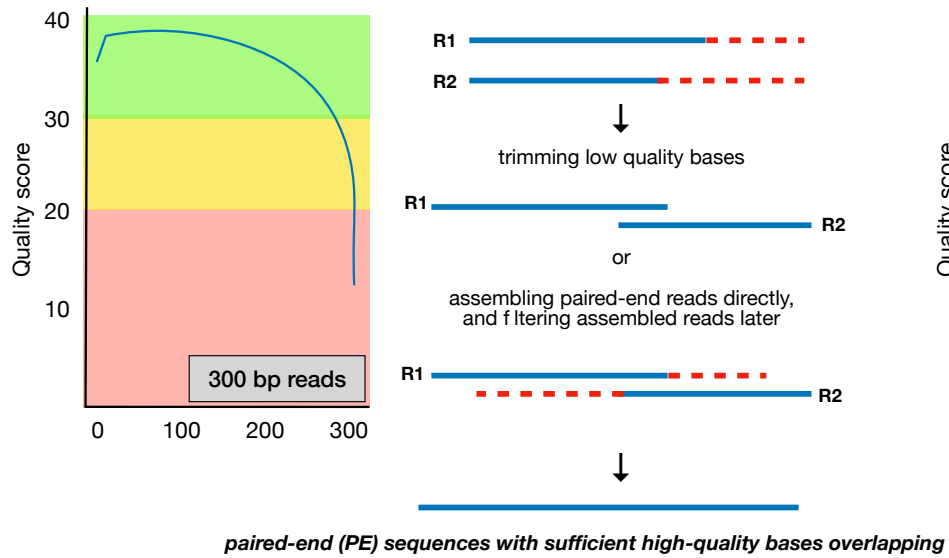 40
30
20
10
Quality score
300 bp reads
0 100 200 300
R1
R2
trimming low quality bases
R1
R2
or
assembling paired-end reads directly,
and f ltering assembled reads later
R1
R2
paired-end (PE) sequences with sufficient high-quality bases overlapping
Quality score